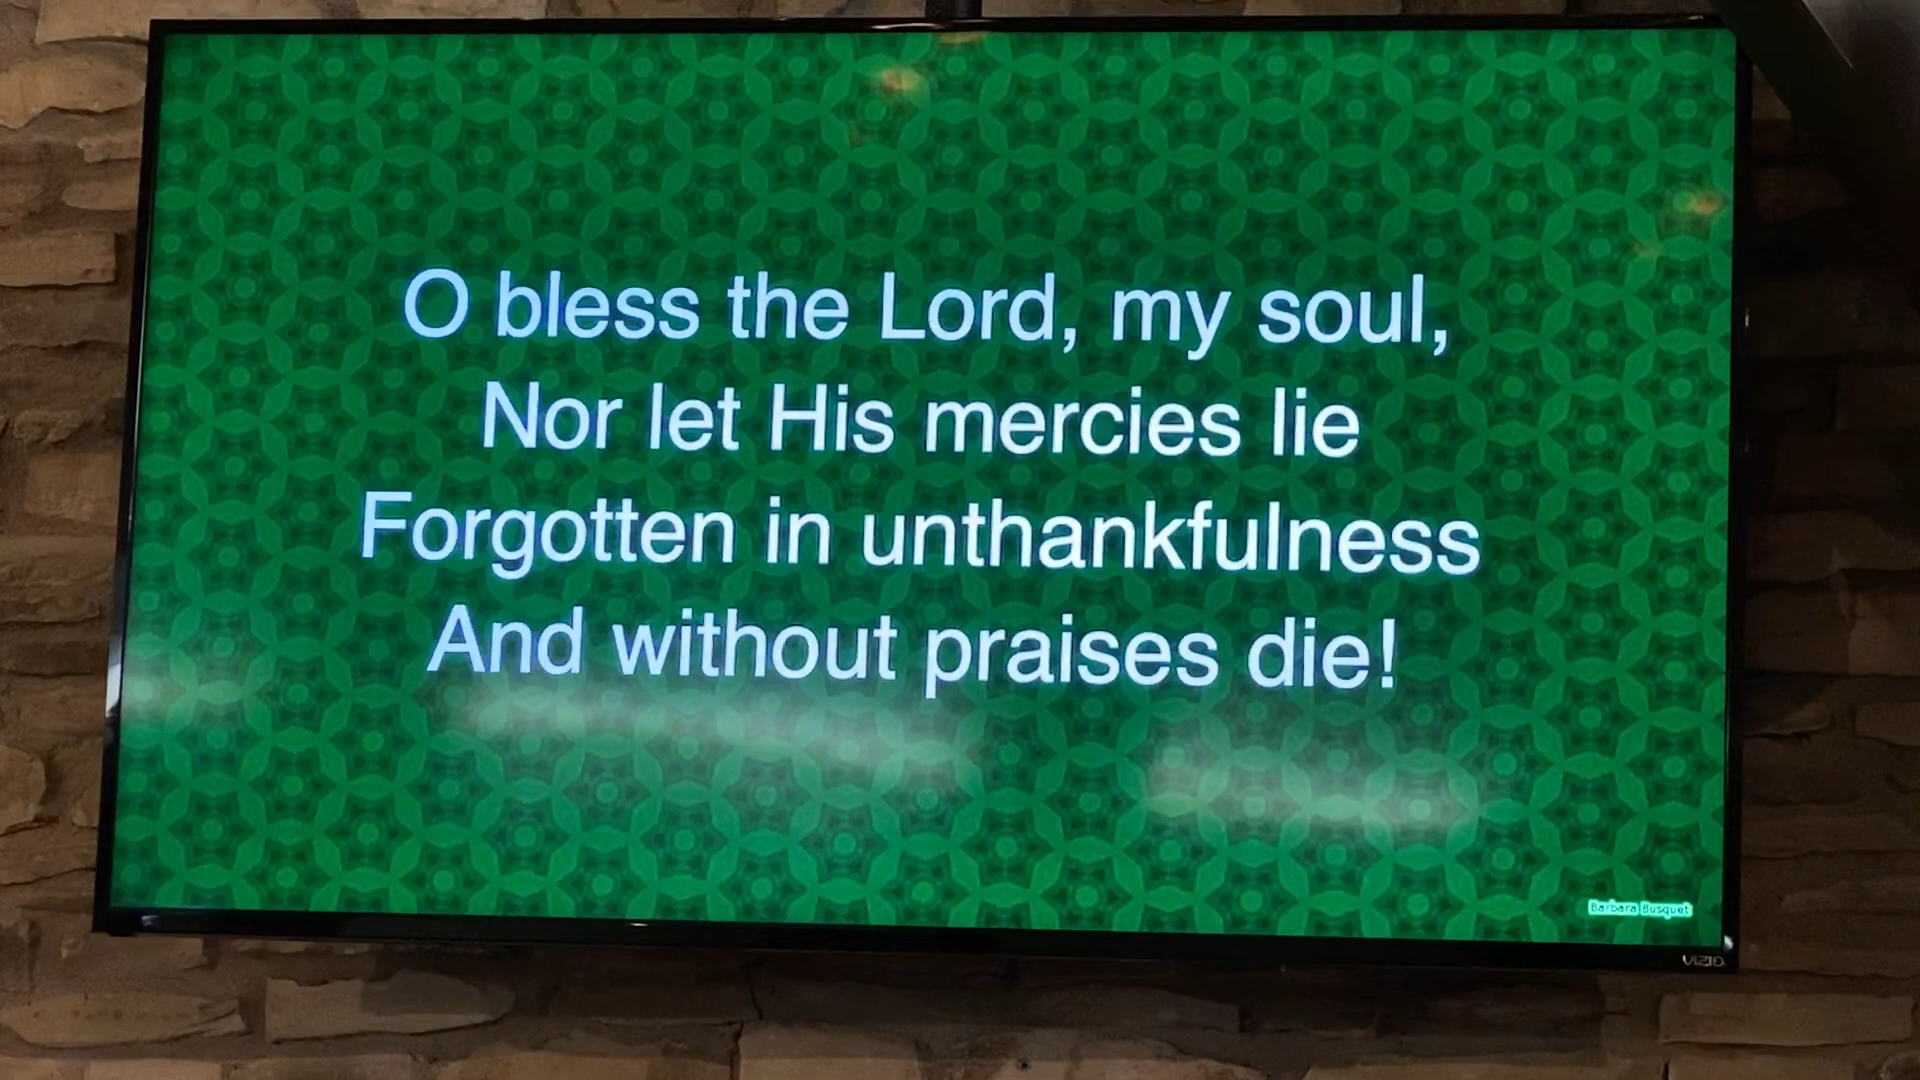 O bless the Lord, my soul,
Nor let His mercies lie
Forgotten in unthankfulness
And without praises die!
Barbara Busquet
VIZIO